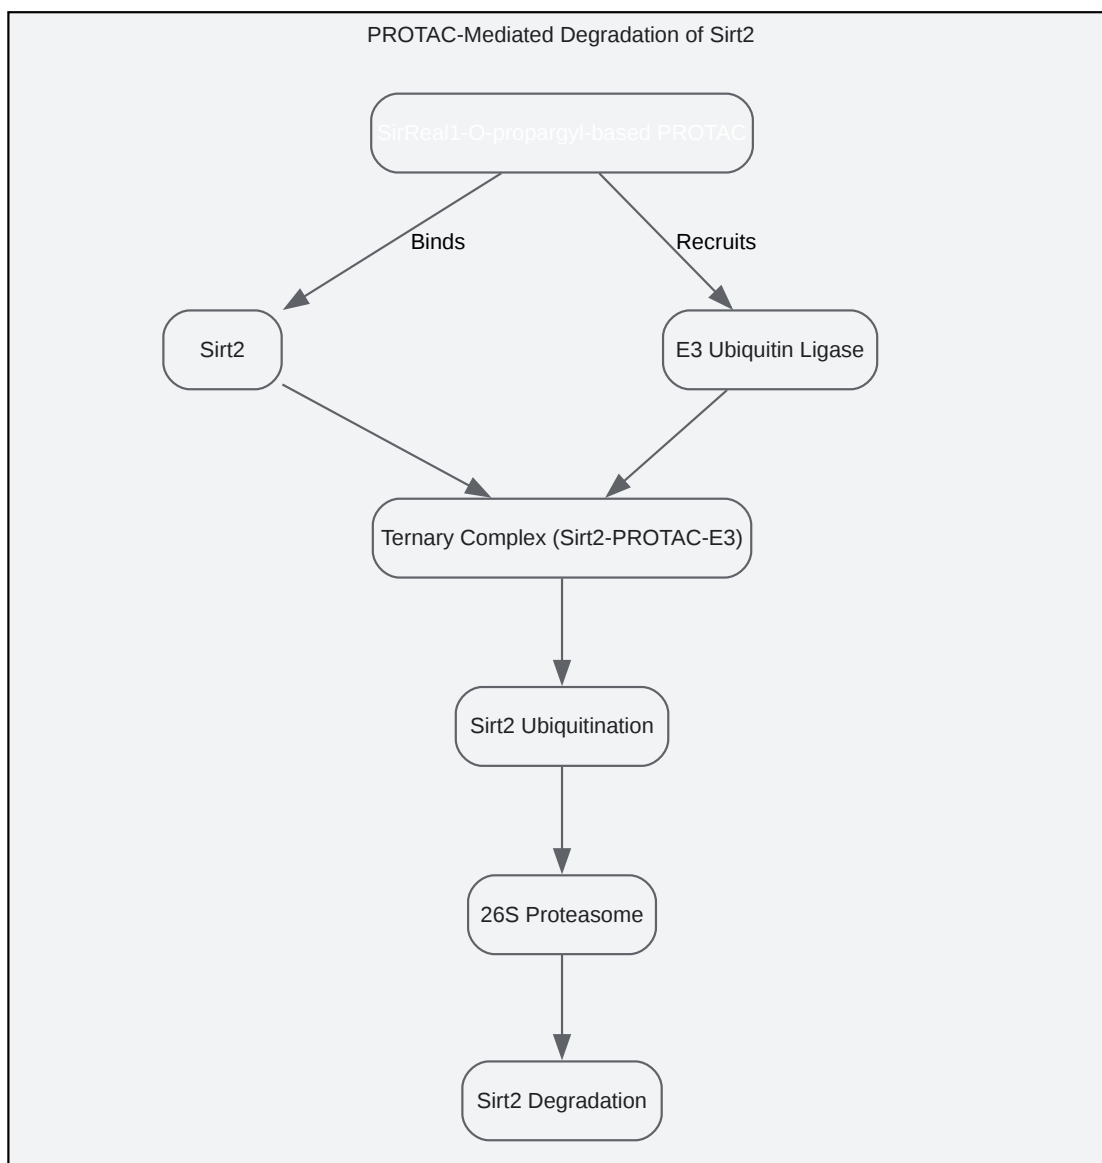 PROTAC-Mediated Degradation of Sirt2
SirReal1-O-propargyl-based PROTAC
Binds
Recruits
Sirt2
E3 Ubiquitin Ligase
Ternary Complex (Sirt2-PROTAC-E3)
Sirt2 Ubiquitination
26S Proteasome
Sirt2 Degradation